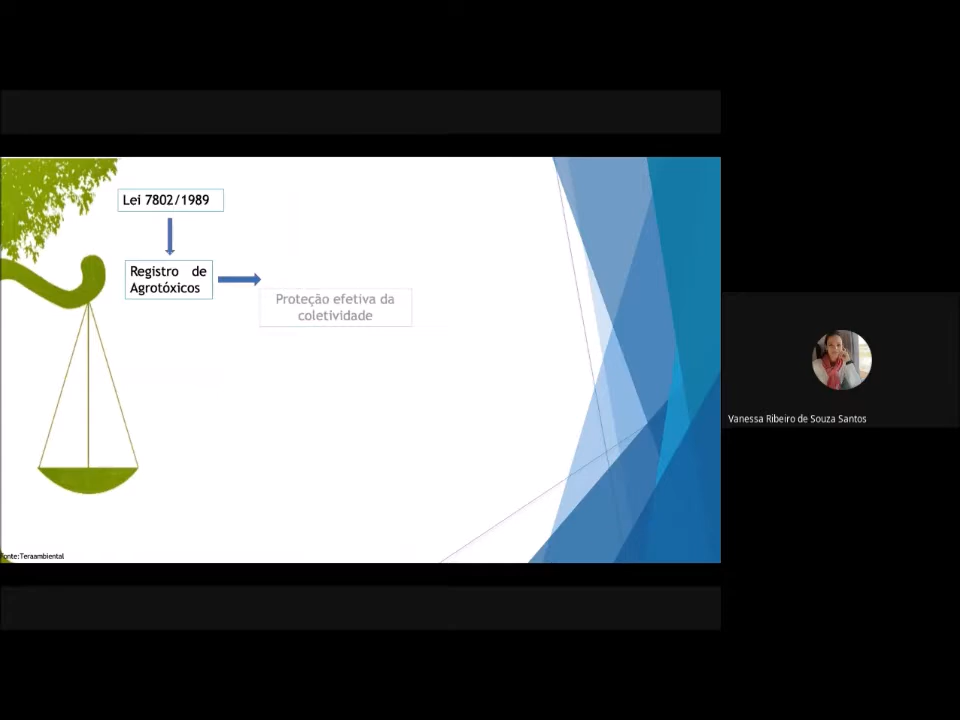 Lei 7802/1989
Registro de
Agrotóxicos
Proteção efetiva da
coletividade
Vanessa Ribeiro de Souza Santos
Fonte:Teraambiental